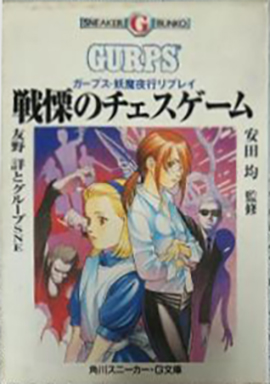 SNEAKER G BUNKO
GURPS
ガープス・妖魔夜行リプレイ
戦慄のチェスゲーム
安田 均 監修
友野 詳とグループSNE
角川スニーカー・G文庫